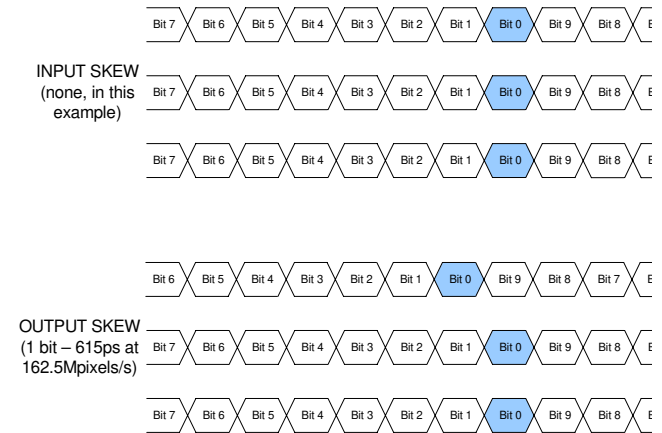 Bit 7 Bit 6 Bit 5 Bit 4 Bit 3 Bit 2 Bit 1 Bit 0 Bit 9 Bit 8
INPUT SKEW
(none, in this
example)
Bit 7 Bit 6 Bit 5 Bit 4 Bit 3 Bit 2 Bit 1 Bit 0 Bit 9 Bit 8
Bit 7 Bit 6 Bit 5 Bit 4 Bit 3 Bit 2 Bit 1 Bit 0 Bit 9 Bit 8
Bit 6 Bit 5 Bit 4 Bit 3 Bit 2 Bit 1 Bit 0 Bit 9 Bit 8 Bit 7
OUTPUT SKEW
(1 bit – 615ps at
162.5Mpixels/s)
Bit 7 Bit 6 Bit 5 Bit 4 Bit 3 Bit 2 Bit 1 Bit 0 Bit 9 Bit 8
Bit 7 Bit 6 Bit 5 Bit 4 Bit 3 Bit 2 Bit 1 Bit 0 Bit 9 Bit 8